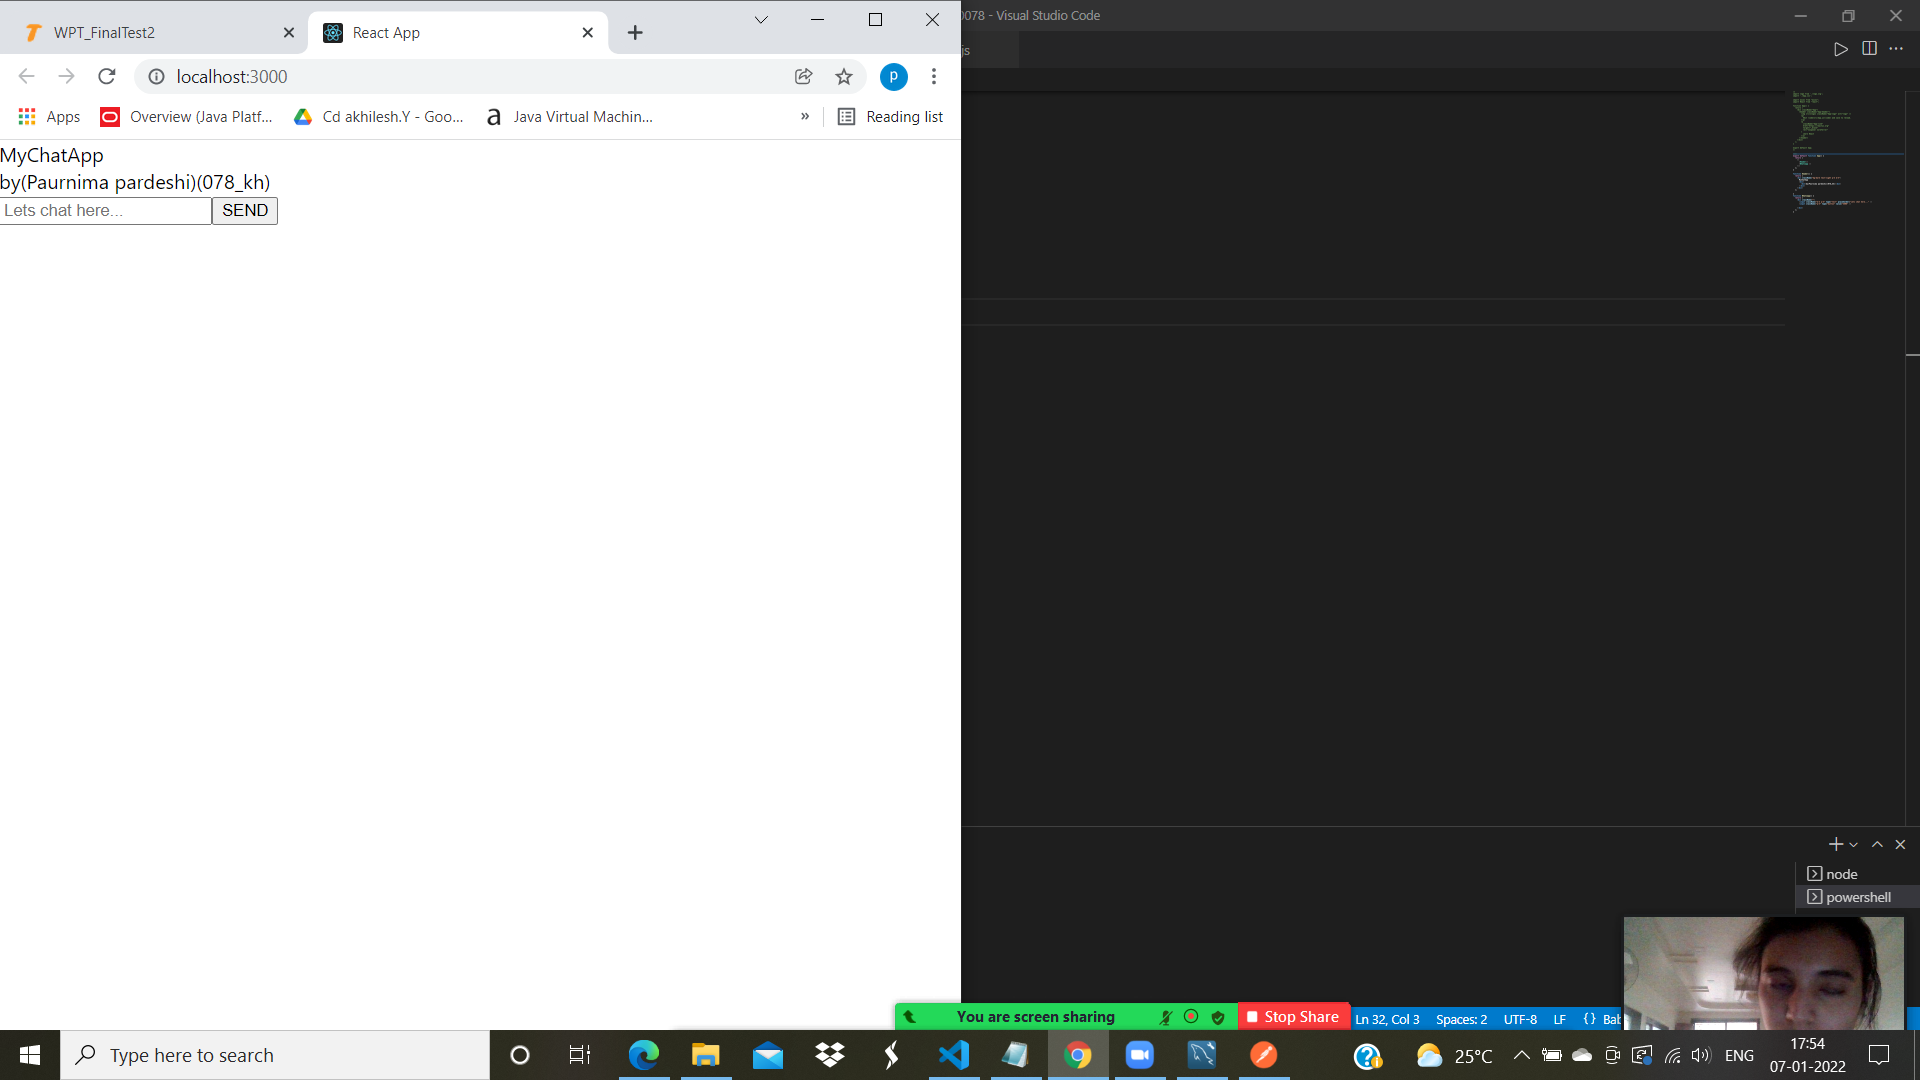 WPT_FinalTest2
React App
0078 - Visual Studio Code
js
localhost:3000
p
Apps
Overview (Java Platf...
Cd akhilesh.Y - Goo...
Java Virtual Machin...
»
Reading list
MyChatApp
by(Paurnima pardeshi)(078_kh)
Lets chat here...
SEND
node
powershell
You are screen sharing
Stop Share
Ln 32, Col 3
Spaces: 2
UTF-8
LF
{ } Bab
Type here to search
25°C
ENG
17:54
07-01-2022